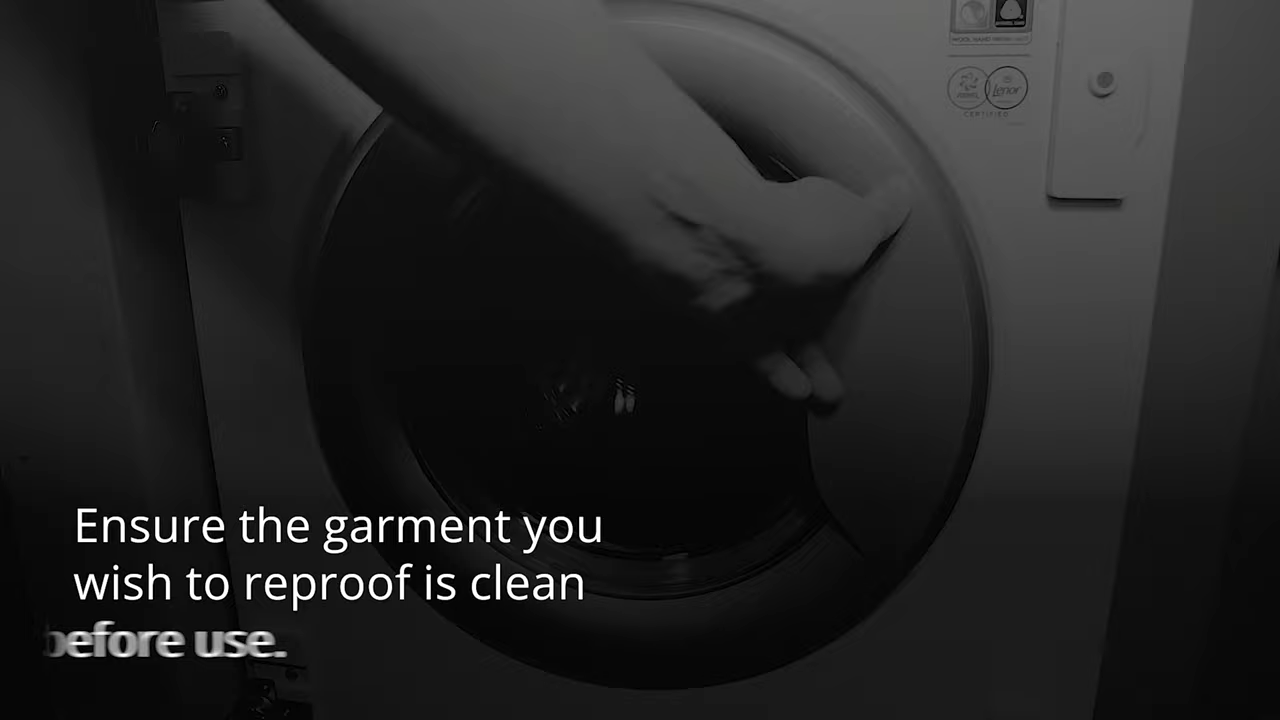 Lenor
CERTIFIED
Ensure the garment you
wish to reproof is clean
before use.